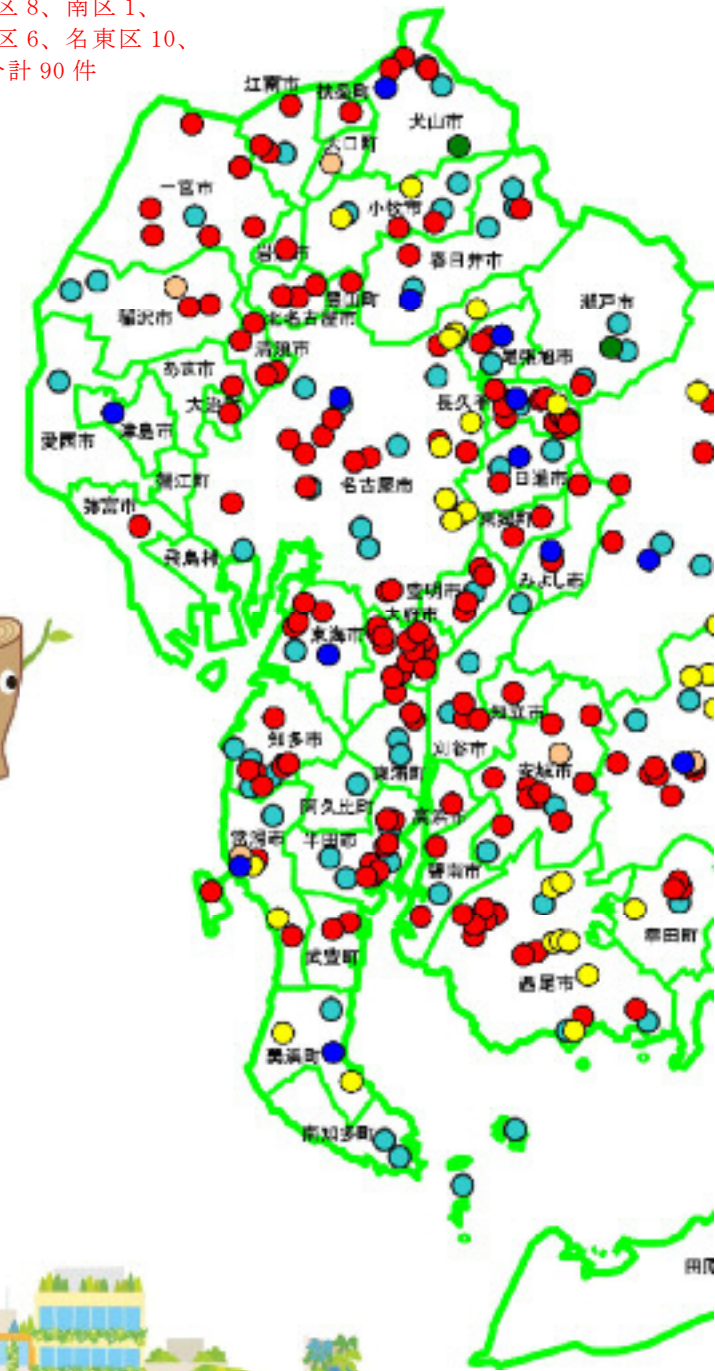 区 8、南区 1、
区 6、名東区 10、
計 90 件
江南市
扶桑町
犬山市
大口町
一宮市
小牧市
岩倉市
春日井市
豊山町
瀬戸市
稲沢市
北名古屋市
清須市
尾張旭市
あま市
大治町
長久手
愛西市
津島市
名古屋市
日進市
蟹江町
弥富市
東郷町
飛島村
みよし市
豊明市
大府市
東海市
知立市
知多市
刈谷市
東浦町
安城市
阿久比町
高浜市
常滑市
半田市
碧南市
幸田町
武豊町
西尾市
美浜町
南知多町
田原